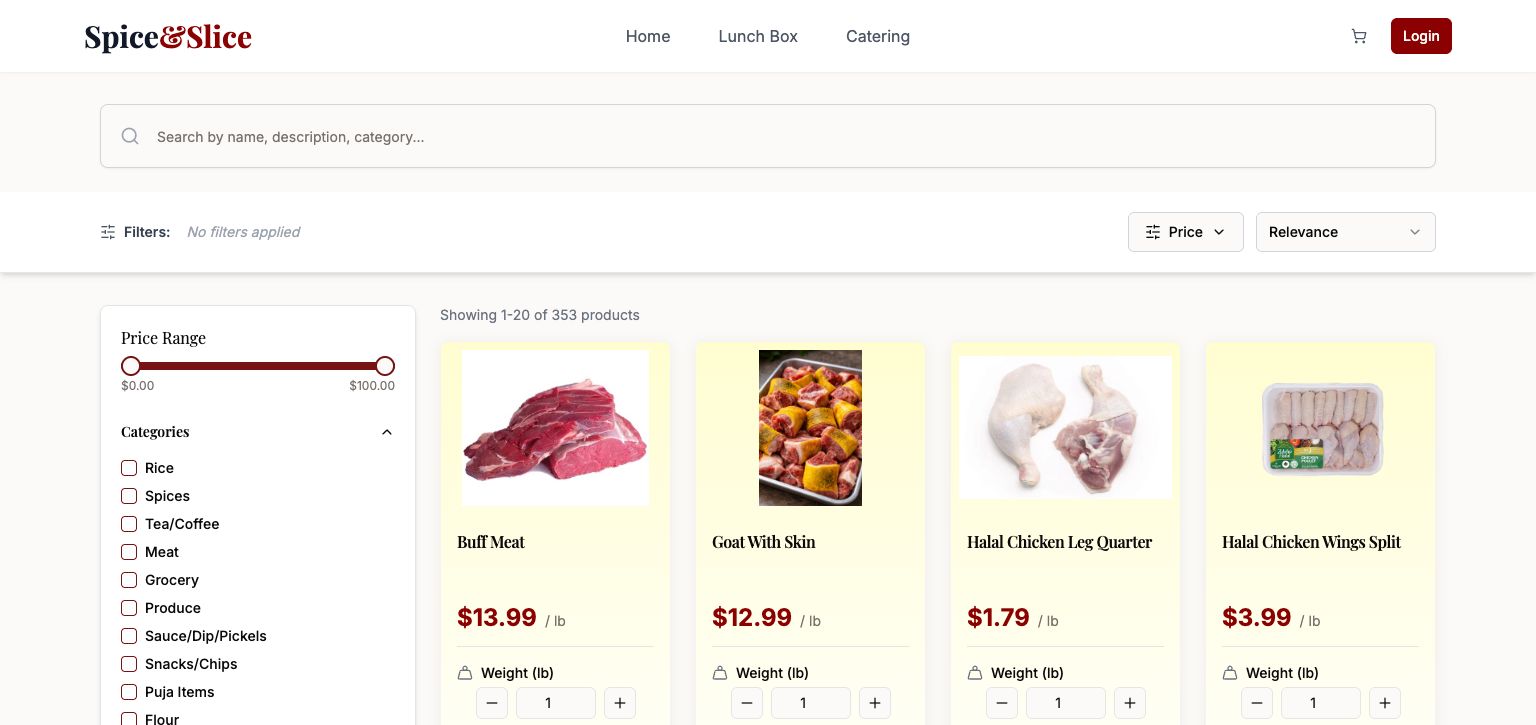 Spice&Slice
Home
Lunch Box
Catering
Login
Search by name, description, category...
Filters:
No filters applied
Price
Relevance
Price Range
$0.00
$100.00
Categories
Rice
Spices
Tea/Coffee
Meat
Grocery
Produce
Sauce/Dip/Pickels
Snacks/Chips
Puja Items
Flour
Showing 1-20 of 353 products
Buff Meat
$13.99 / lb
Weight (lb)
1
Goat With Skin
$12.99 / lb
Weight (lb)
1
Halal Chicken Leg Quarter
$1.79 / lb
Weight (lb)
1
Halal Chicken Wings Split
$3.99 / lb
Weight (lb)
1